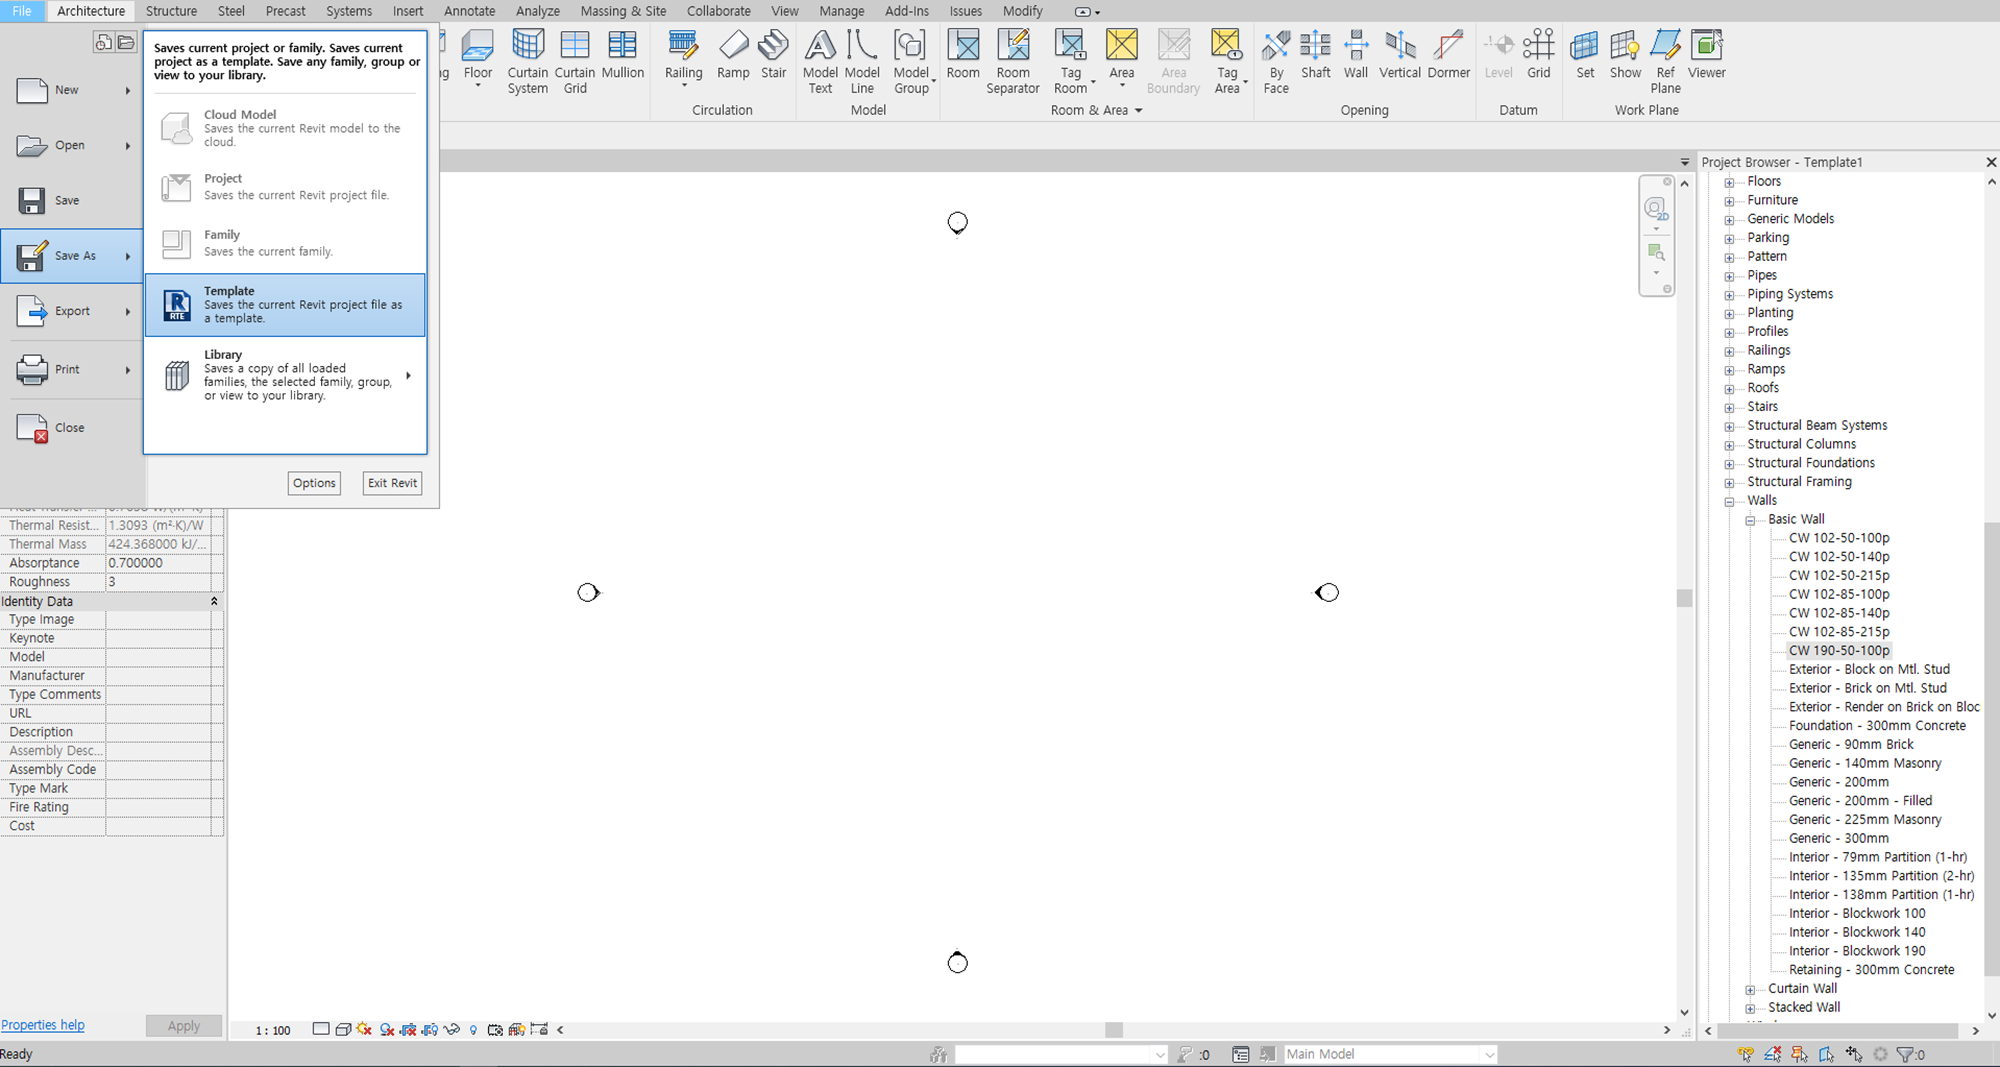 File Architecture Structure Steel Precast Systems Insert Annotate Analyze Massing & Site Collaborate View Manage Add-Ins Issues Modify
Saves current project or family. Saves current
project as a template. Save any family, group or
view to your library.
New
Open
Save
Save As
Export
Print
Close
Cloud Model
Saves the current Revit model to the
cloud.
Project
Saves the current Revit project file.
Family
Saves the current family.
RTE
Template
Saves the current Revit project file as
a template.
Library
Saves a copy of all loaded
families, the selected family, group,
or view to your library.
Options Exit Revit
Floor
Curtain
System
Curtain
Grid
Mullion
Railing
Ramp
Stair
Circulation
Model
Text
Model
Line
Model
Group
Model
Room
Room
Separator
Tag
Room
Area
Area
Boundary
Tag
Area
Room & Area
By
Face
Shaft
Wall
Vertical
Dormer
Opening
Level
Grid
Datum
Set
Show
Ref
Plane
Viewer
Work Plane
2D
Thermal Resist... 1.3093 (m²·K)/W
Thermal Mass 424.368000 kJ/...
Absorptance 0.700000
Roughness 3
Identity Data
Type Image
Keynote
Model
Manufacturer
Type Comments
URL
Description
Assembly Desc...
Assembly Code
Type Mark
Fire Rating
Cost
Properties help Apply
Project Browser - Template1
Floors
Furniture
Generic Models
Parking
Pattern
Pipes
Piping Systems
Planting
Profiles
Railings
Ramps
Roofs
Stairs
Structural Beam Systems
Structural Columns
Structural Foundations
Structural Framing
Walls
Basic Wall
CW 102-50-100p
CW 102-50-140p
CW 102-50-215p
CW 102-85-100p
CW 102-85-140p
CW 102-85-215p
CW 190-50-100p
Exterior - Block on Mtl. Stud
Exterior - Brick on Mtl. Stud
Exterior - Render on Brick on Bloc
Foundation - 300mm Concrete
Generic - 90mm Brick
Generic - 140mm Masonry
Generic - 200mm
Generic - 200mm - Filled
Generic - 225mm Masonry
Generic - 300mm
Interior - 79mm Partition (1-hr)
Interior - 135mm Partition (2-hr)
Interior - 138mm Partition (1-hr)
Interior - Blockwork 100
Interior - Blockwork 140
Interior - Blockwork 190
Retaining - 300mm Concrete
Curtain Wall
Stacked Wall
1 : 100
Ready :0 Main Model :0